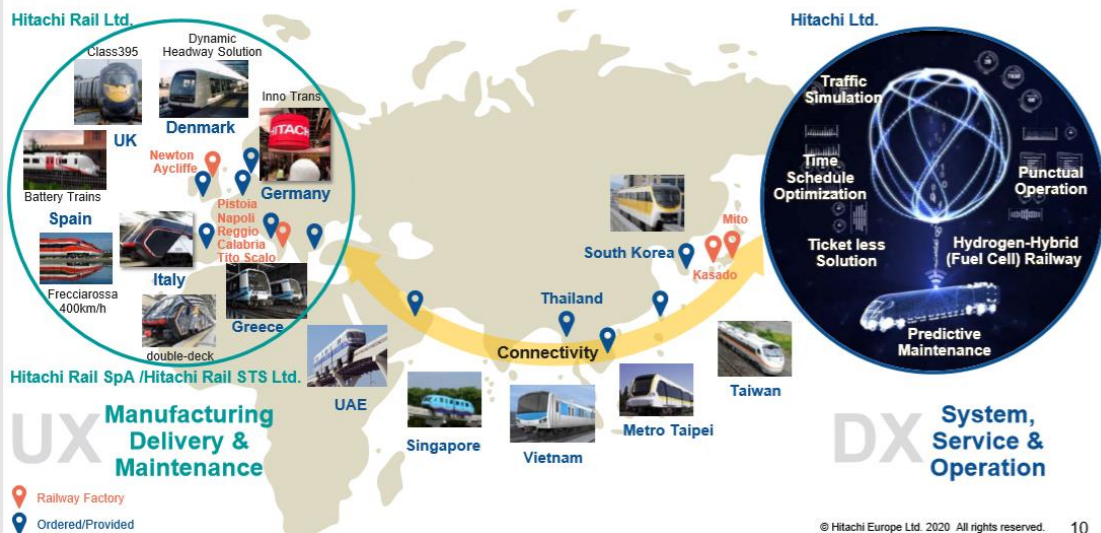 Hitachi Rail Ltd.
Class395
Dynamic
Headway Solution
Inno Trans
HITACH
UK
Denmark
Germany
Newton
Aycliffe
Battery Trains
Spain
Pistoia
Napoli
Reggio
Calabria
Tito Scalo
Italy
Frecciarossa
400km/h
Greece
double-deck
Hitachi Rail SpA /Hitachi Rail STS Ltd.
UX
Manufacturing
Delivery &
Maintenance
Railway Factory
Ordered/Provided
South Korea
Mito
Kasado
Thailand
Connectivity
UAE
Singapore
Vietnam
Metro Taipei
Taiwan
Hitachi Ltd.
Traffic
Simulation
Time
Schedule
Optimization
Punctual
Operation
Ticket less
Solution
Hydrogen-Hybrid
(Fuel Cell) Railway
Predictive
Maintenance
DX
System,
Service &
Operation
© Hitachi Europe Ltd. 2020 All rights reserved.
10